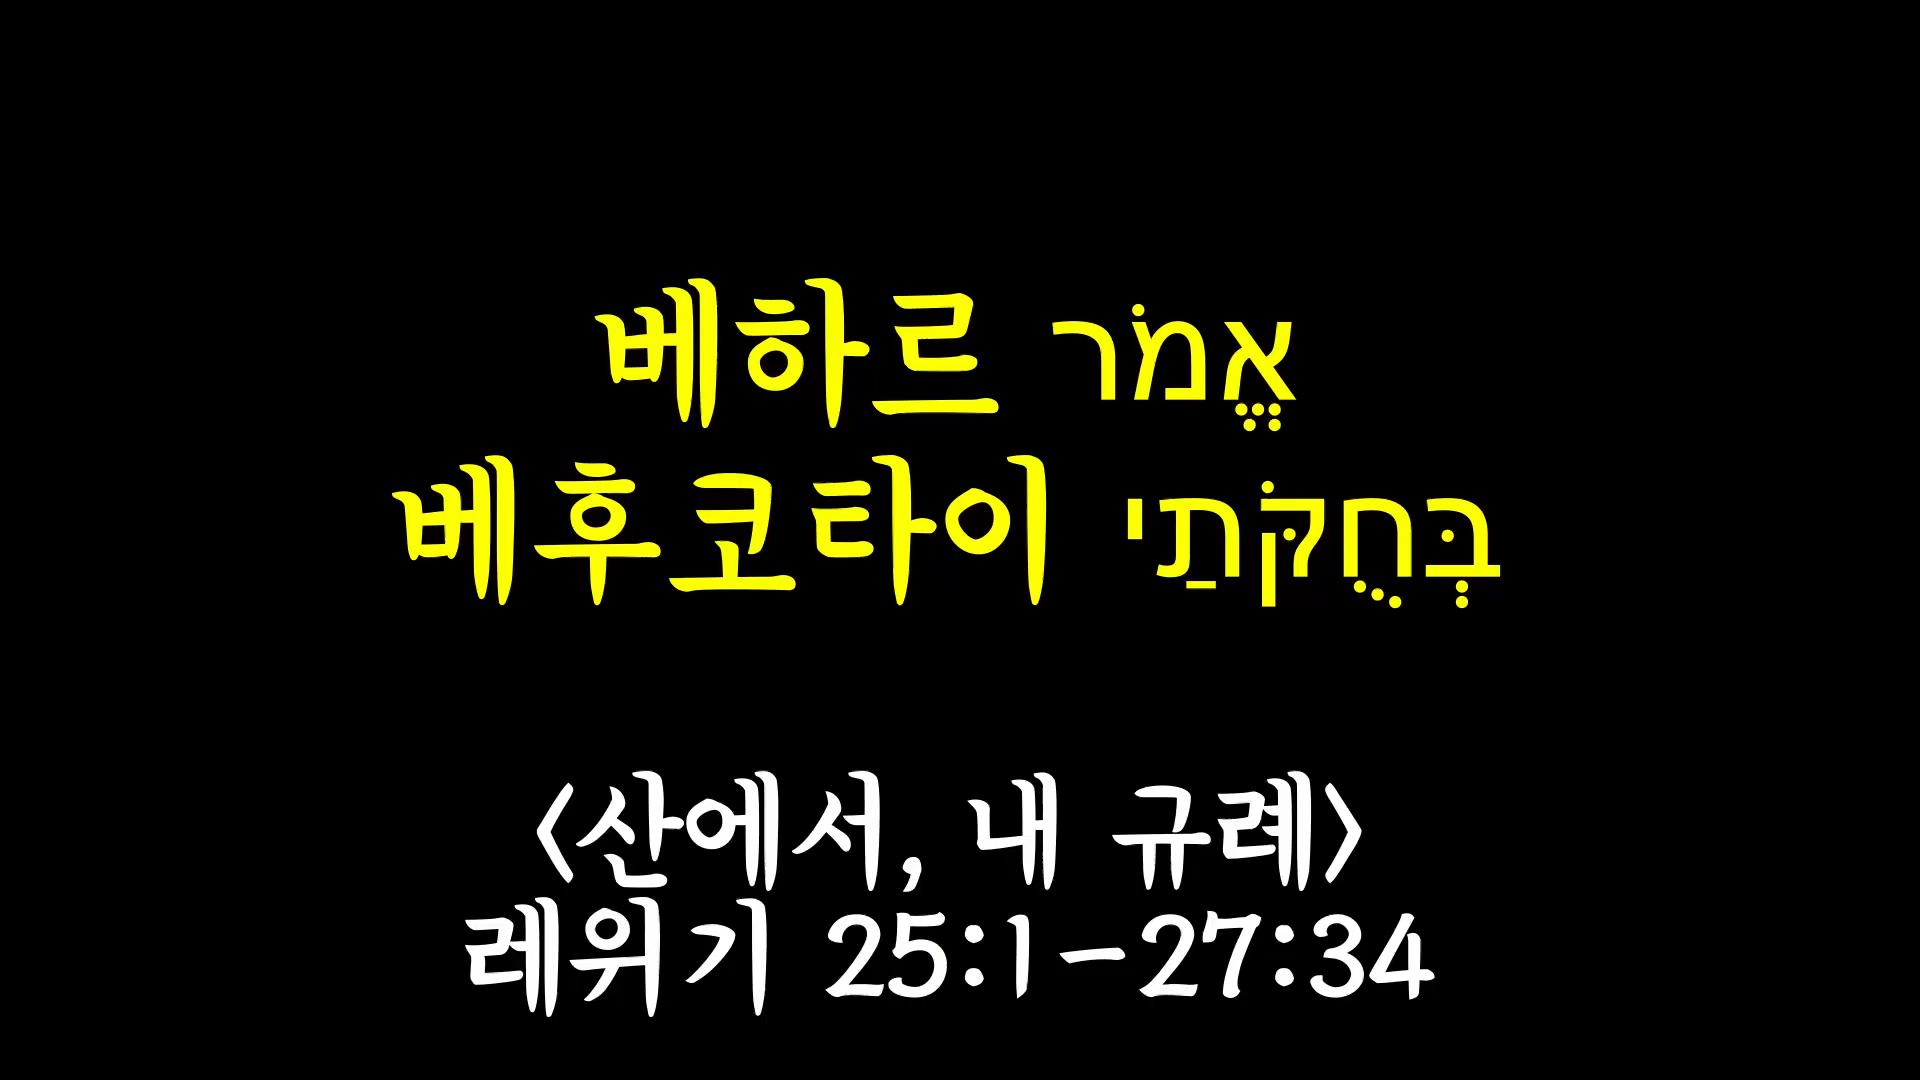 베하르 אֱמֹר
베후코타이 בְּחֻקֹּתַי
<산에서, 내 규례>
레위기 25:1-27:34